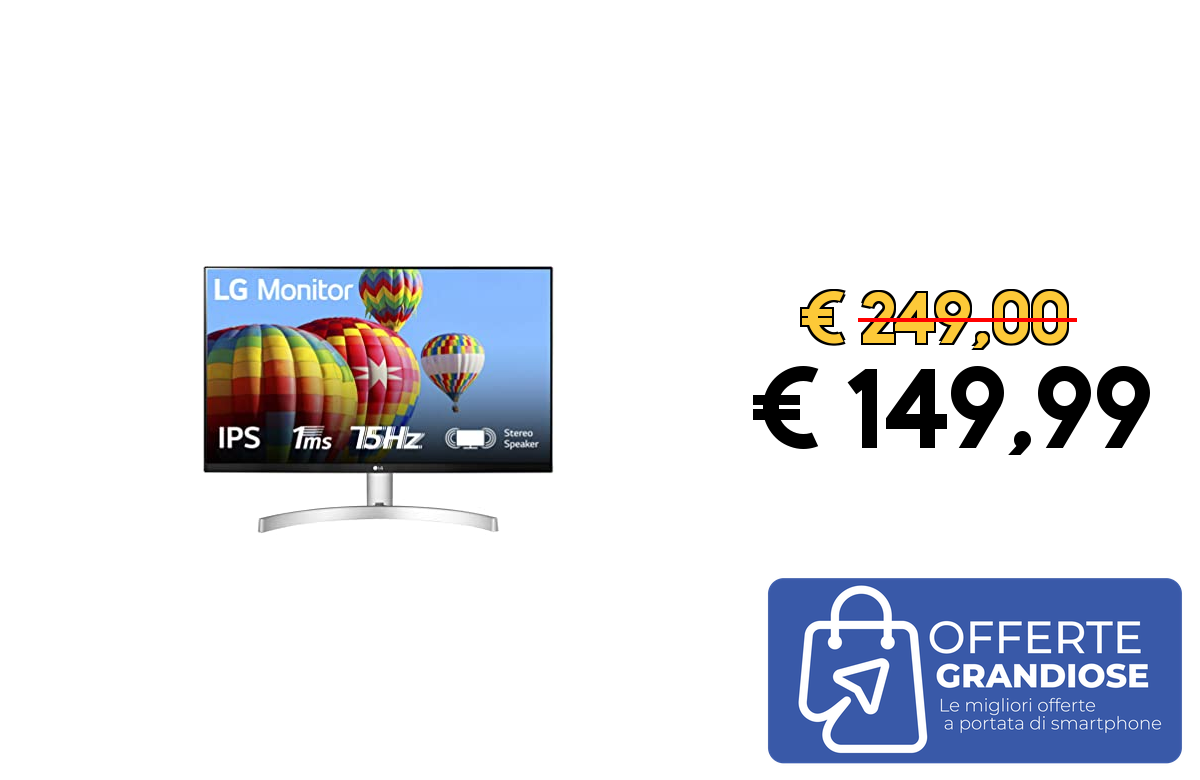 LG Monitor
IPS
1ms
75Hz
Stereo
Speaker
LG
€ 249,00
€ 149,99
OFFERTE
GRANDIOSE
Le migliori offerte
a portata di smartphone